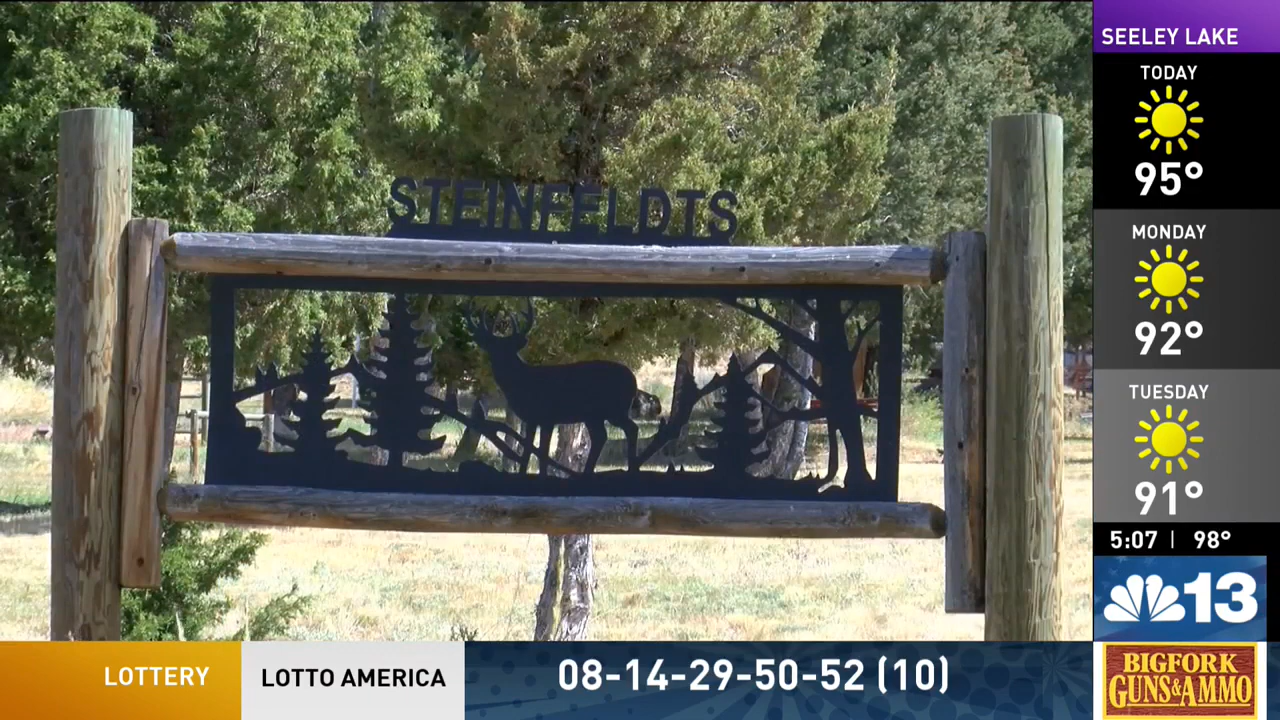 STEINFELDTS
SEELEY LAKE
TODAY
95°
MONDAY
92°
TUESDAY
91°
5:07 | 98°
13
LOTTERY
LOTTO AMERICA
08-14-29-50-52 (10)
BIGFORK
GUNS & AMMO